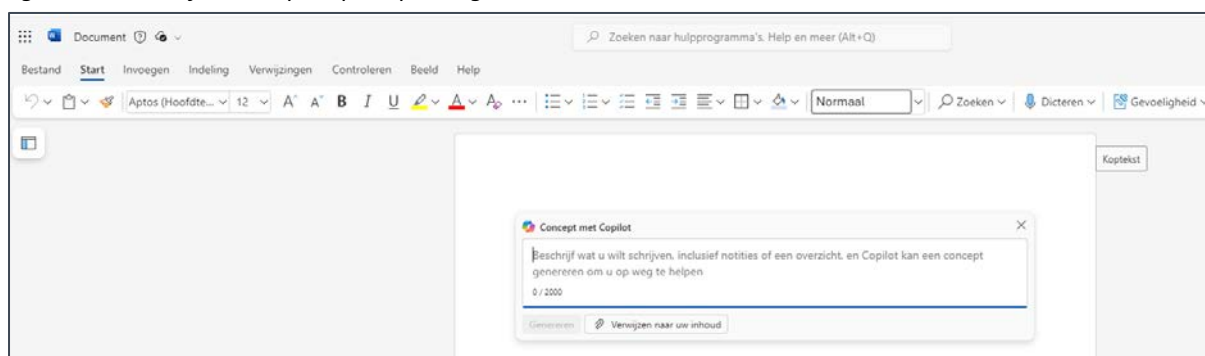 Document
Zoeken naar hulpprogramma's, Help en meer (Alt+Q)
Bestand Start Invoegen Indeling Verwijzingen Controleren Beeld Help
Aptos (Hoofdte... 12 A A B I U A A ... Normaal Zoeken Dicteren Gevoeligheid
Koptekst
Concept met Copilot
Beschrijf wat u wilt schrijven, inclusief notities of een overzicht, en Copilot kan een concept
genereren om u op weg te helpen
0 / 2000
Genereren Verwijzen naar uw inhoud